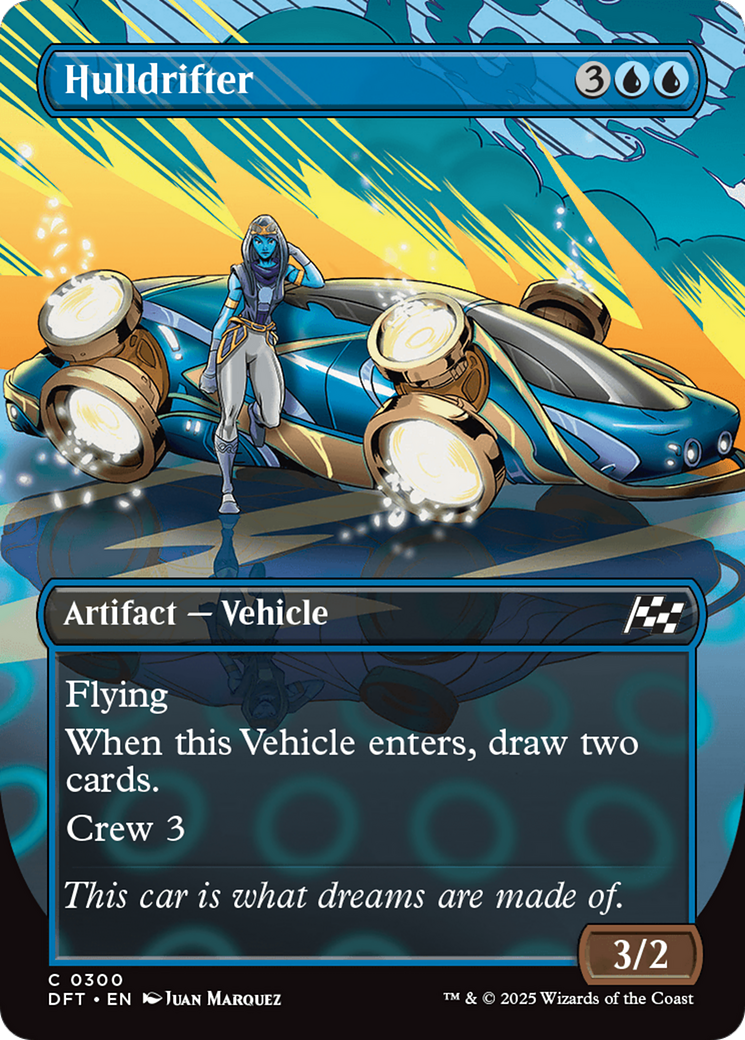 Hulldrifter 3
Artifact — Vehicle
Flying
When this Vehicle enters, draw two
cards.
Crew 3
This car is what dreams are made of.
3/2
C 0300
DFT • EN Juan Marquez
™ & © 2025 Wizards of the Coast